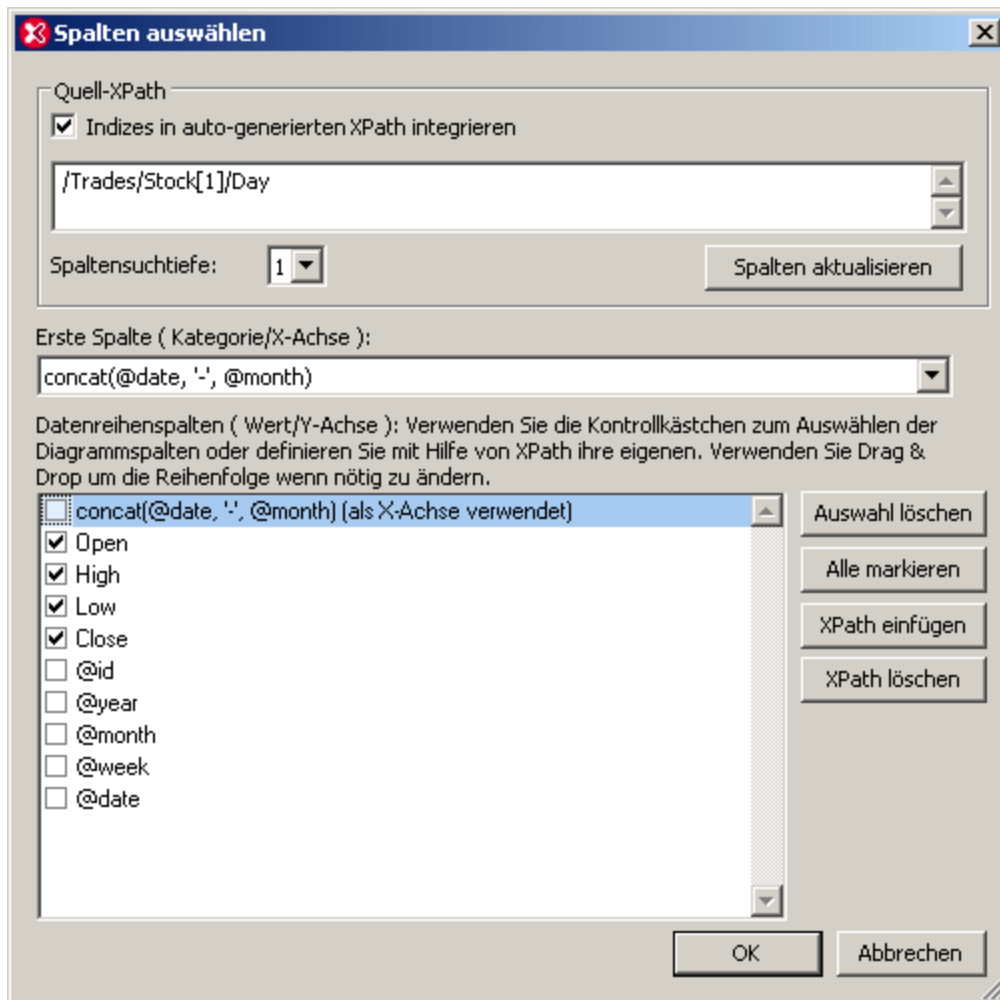 Spalten auswählen
Quell-XPath
Indizes in auto-generierten XPath integrieren
/Trades/Stock[1]/Day
Spaltensuchtiefe: 1 Spalten aktualisieren
Erste Spalte ( Kategorie/X-Achse ):
concat(@date, '-', @month)
Datenreihenspalten ( Wert/Y-Achse ): Verwenden Sie die Kontrollkästchen zum Auswählen der
Diagrammspalten oder definieren Sie mit Hilfe von XPath ihre eigenen. Verwenden Sie Drag &
Drop um die Reihenfolge wenn nötig zu ändern.
concat(@date, '-', @month) (als X-Achse verwendet)
Open
High
Low
Close
@id
@year
@month
@week
@date
Auswahl löschen
Alle markieren
XPath einfügen
XPath löschen
OK Abbrechen